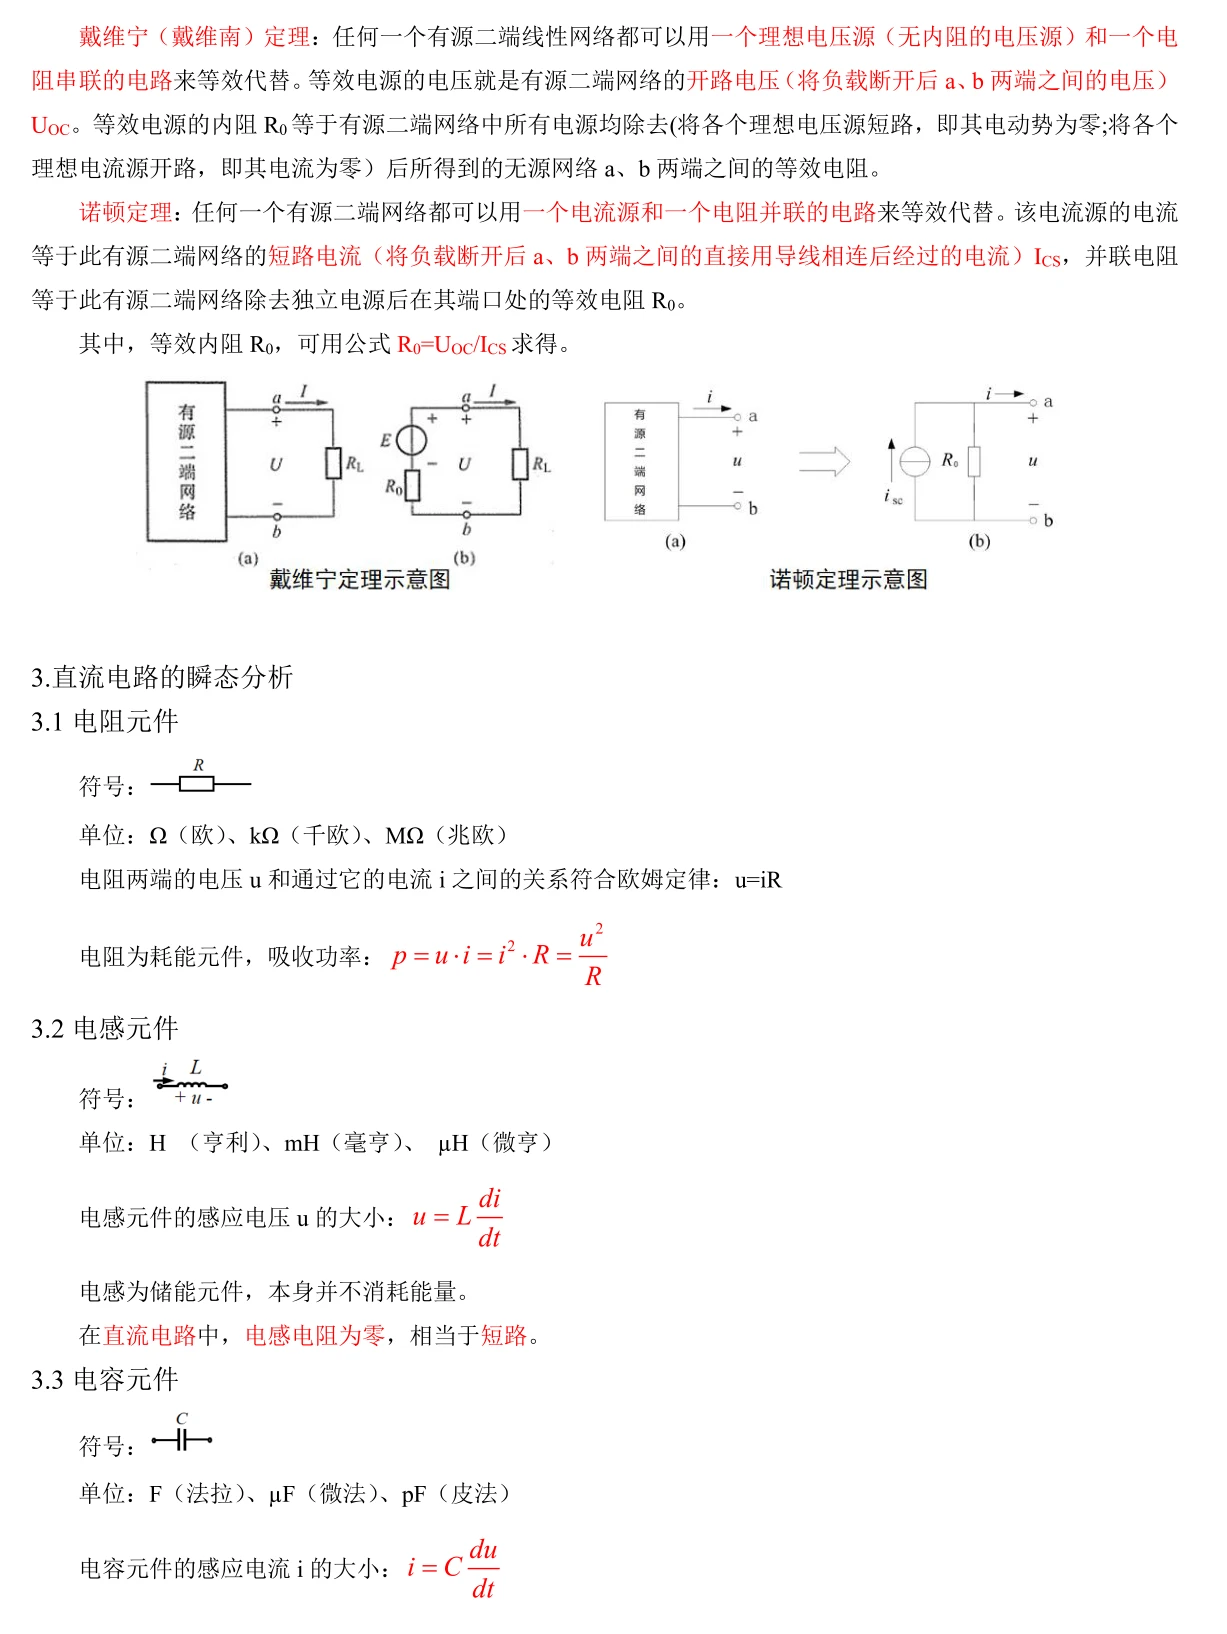 戴维宁（戴维南）定理：任何一个有源二端线性网络都可以用一个理想电压源（无内阻的电压源）和一个电
阻串联的电路来等效代替。等效电源的电压就是有源二端网络的开路电压（将负载断开后 a、b 两端之间的电压）
UOC。等效电源的内阻 R0 等于有源二端网络中所有电源均除去(将各个理想电压源短路，即其电动势为零;将各个
理想电流源开路，即其电流为零）后所得到的无源网络 a、b 两端之间的等效电阻。
诺顿定理：任何一个有源二端网络都可以用一个电流源和一个电阻并联的电路来等效代替。该电流源的电流
等于此有源二端网络的短路电流（将负载断开后 a、b 两端之间的直接用导线相连后经过的电流）ICS，并联电阻
等于此有源二端网络除去独立电源后在其端口处的等效电阻 R0。
其中，等效内阻 R0，可用公式 R0=UOC/ICS 求得。
有源二端网络 a I + U RL − b (a)
a I + + E − U R0 RL − b (b)
戴维宁定理示意图
有源二端网络 i a + u − b (a)
i a + isc R0 u − b (b)
诺顿定理示意图
3.直流电路的瞬态分析
3.1 电阻元件
R
符号：
单位：Ω（欧）、kΩ（千欧）、MΩ（兆欧）
电阻两端的电压 u 和通过它的电流 i 之间的关系符合欧姆定律：u=iR
电阻为耗能元件，吸收功率：p = u · i = i² · R = u²/R
3.2 电感元件
i L
符号：
+ u -
单位：H （亨利）、mH（毫亨）、 μH（微亨）
电感元件的感应电压 u 的大小：u = L di/dt
电感为储能元件，本身并不消耗能量。
在直流电路中，电感电阻为零，相当于短路。
3.3 电容元件
C
符号：
单位：F（法拉）、μF（微法）、pF（皮法）
电容元件的感应电流 i 的大小：i = C du/dt